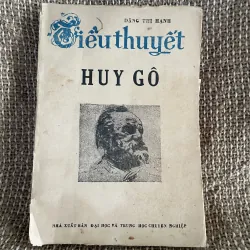 ĐẶNG THỊ HẠNH
Tiểu thuyết
HUY GÔ
NHÀ XUẤT BẢN ĐẠI HỌC VÀ TRUNG HỌC CHUYÊN NGHIỆP